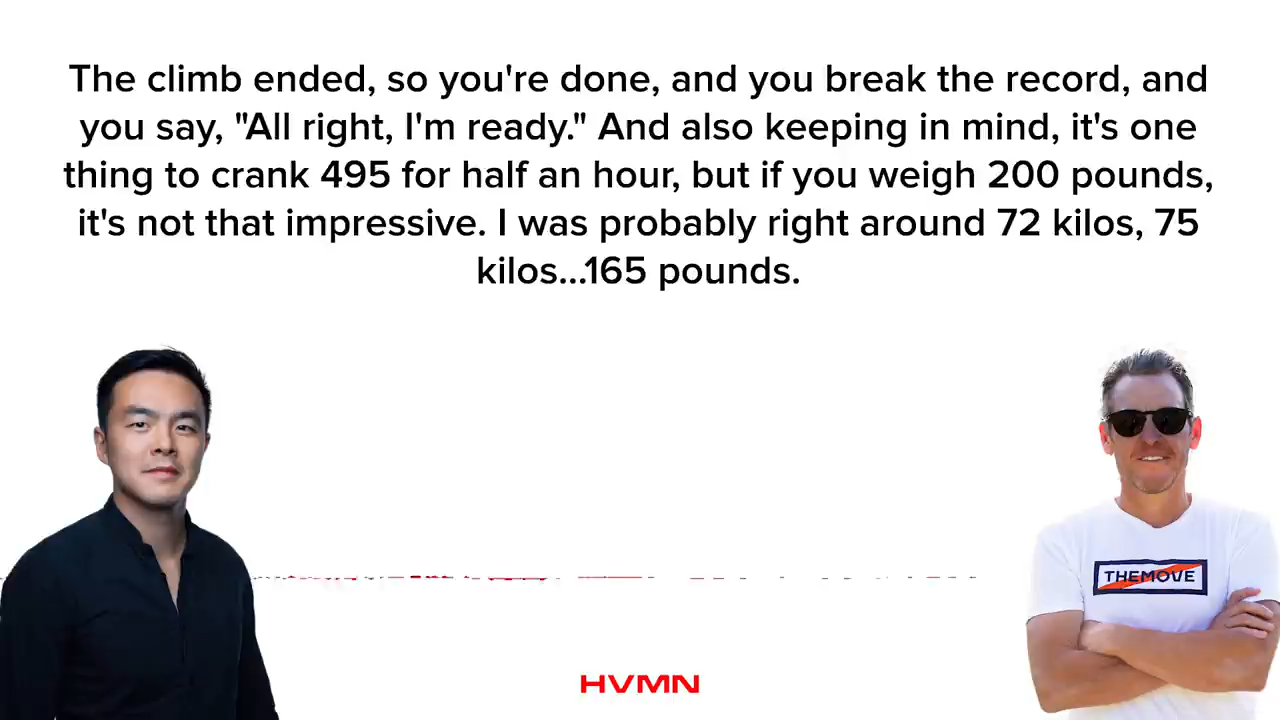 The climb ended, so you're done, and you break the record, and
you say, "All right, I'm ready." And also keeping in mind, it's one
thing to crank 495 for half an hour, but if you weigh 200 pounds,
it's not that impressive. I was probably right around 72 kilos, 75
kilos...165 pounds.
THEMOVE
HVMN